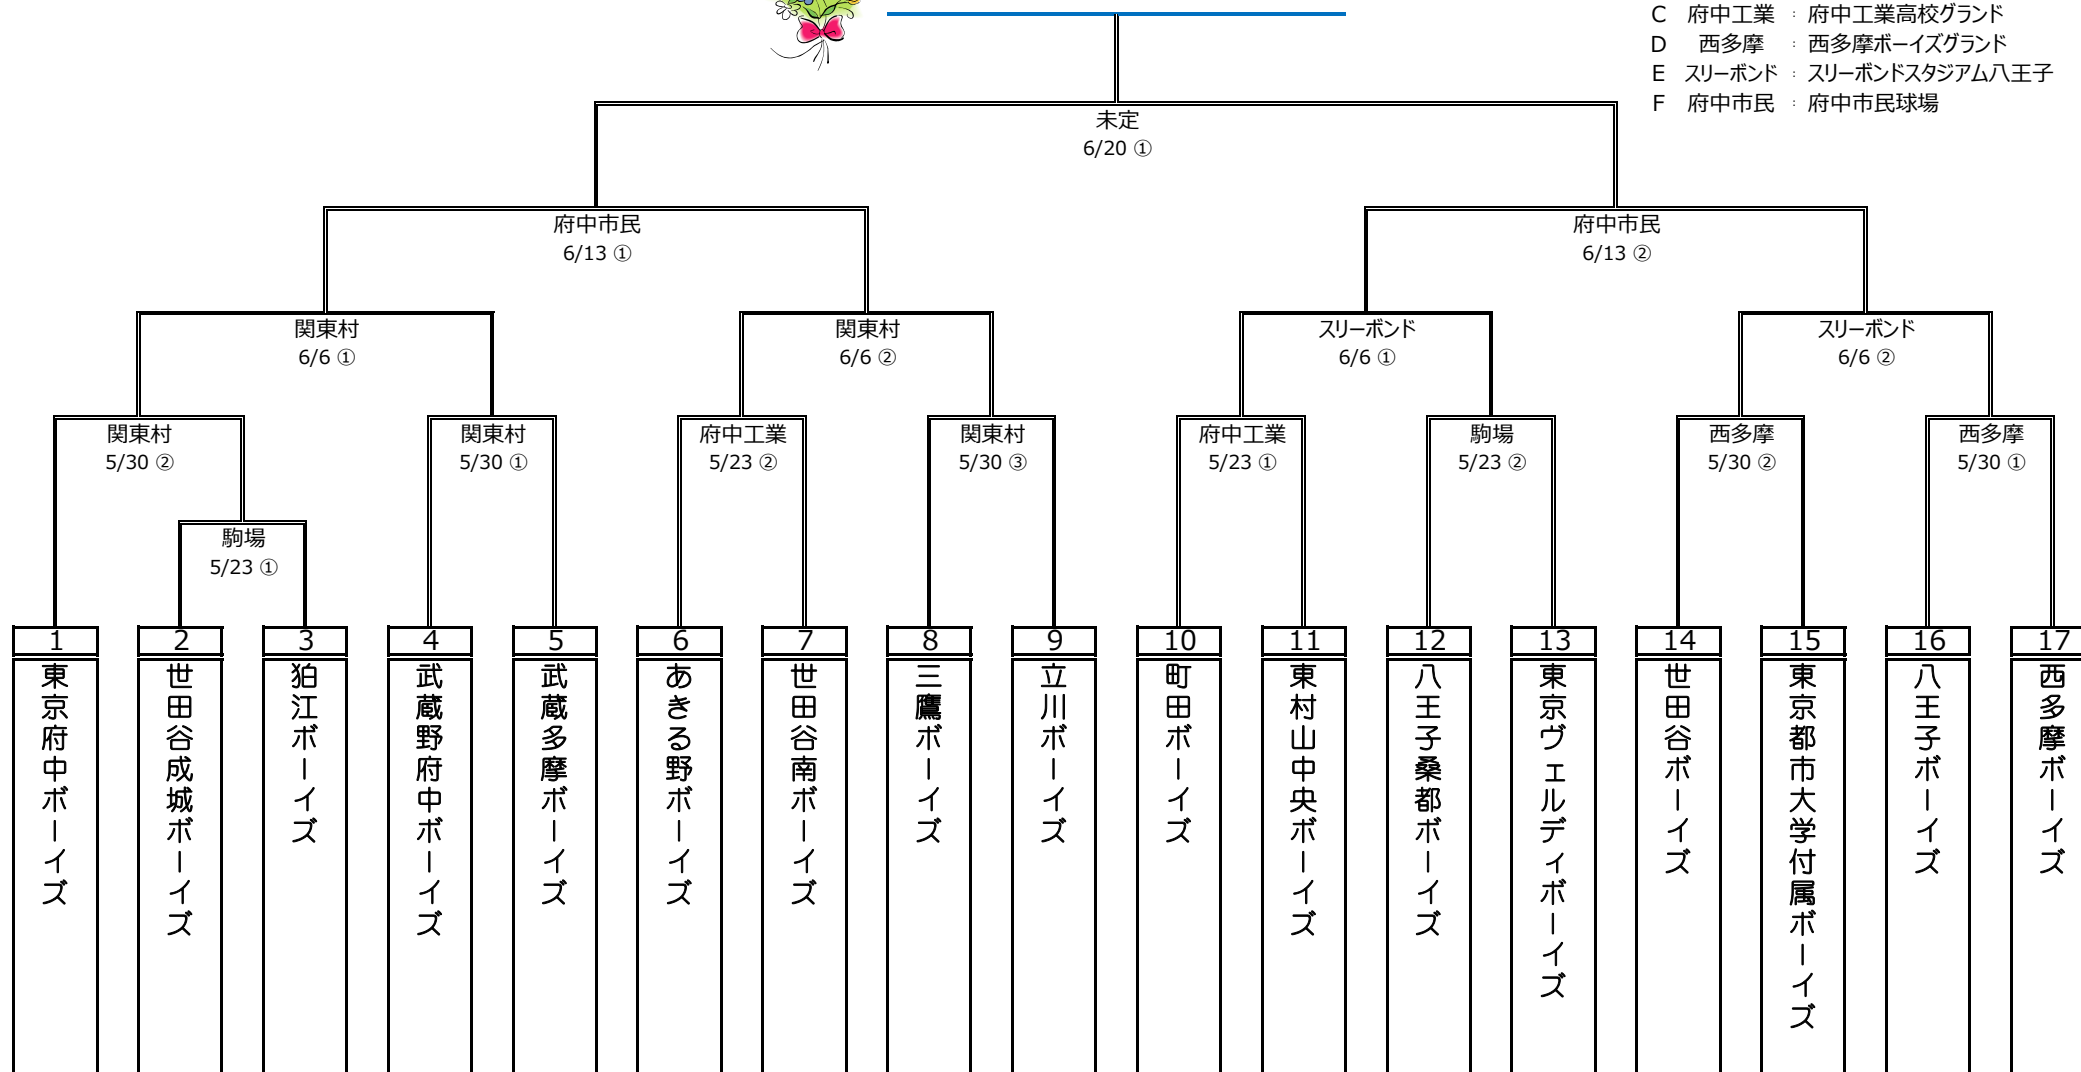 C 府中工業 : 府中工業高校グランド
D 西多摩 : 西多摩ボーイズグランド
E スリーボンド : スリーボンドスタジアム八王子
F 府中市民 : 府中市民球場
未定
6/20 ①
府中市民
6/13 ①
府中市民
6/13 ②
関東村
6/6 ①
関東村
6/6 ②
スリーボンド
6/6 ①
スリーボンド
6/6 ②
関東村
5/30 ②
関東村
5/30 ①
府中工業
5/23 ②
関東村
5/30 ③
府中工業
5/23 ①
駒場
5/23 ②
西多摩
5/30 ②
西多摩
5/30 ①
駒場
5/23 ①
1
東京府中ボーイズ
2
世田谷成城ボーイズ
3
狛江ボーイズ
4
武蔵野府中ボーイズ
5
武蔵多摩ボーイズ
6
あきる野ボーイズ
7
世田谷南ボーイズ
8
三鷹ボーイズ
9
立川ボーイズ
10
町田ボーイズ
11
東村山中央ボーイズ
12
八王子桑都ボーイズ
13
東京ヴェルディボーイズ
14
世田谷ボーイズ
15
東京都市大学付属ボーイズ
16
八王子ボーイズ
17
西多摩ボーイズ